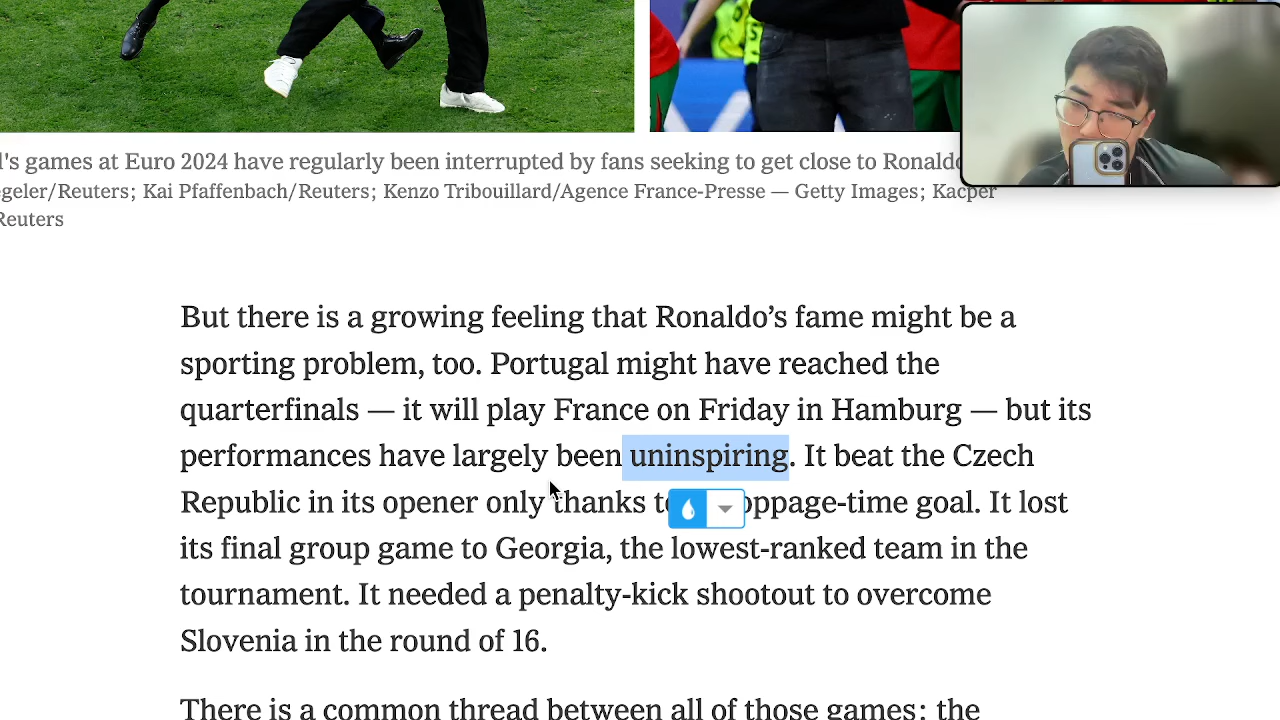 l's games at Euro 2024 have regularly been interrupted by fans seeking to get close to Ronaldo
egeler/Reuters; Kai Pfaffenbach/Reuters; Kenzo Tribouillard/Agence France-Presse — Getty Images; Kacper
Reuters
But there is a growing feeling that Ronaldo’s fame might be a
sporting problem, too. Portugal might have reached the
quarterfinals — it will play France on Friday in Hamburg — but its
performances have largely been uninspiring. It beat the Czech
Republic in its opener only thanks to oppage-time goal. It lost
its final group game to Georgia, the lowest-ranked team in the
tournament. It needed a penalty-kick shootout to overcome
Slovenia in the round of 16.
There is a common thread between all of those games: the